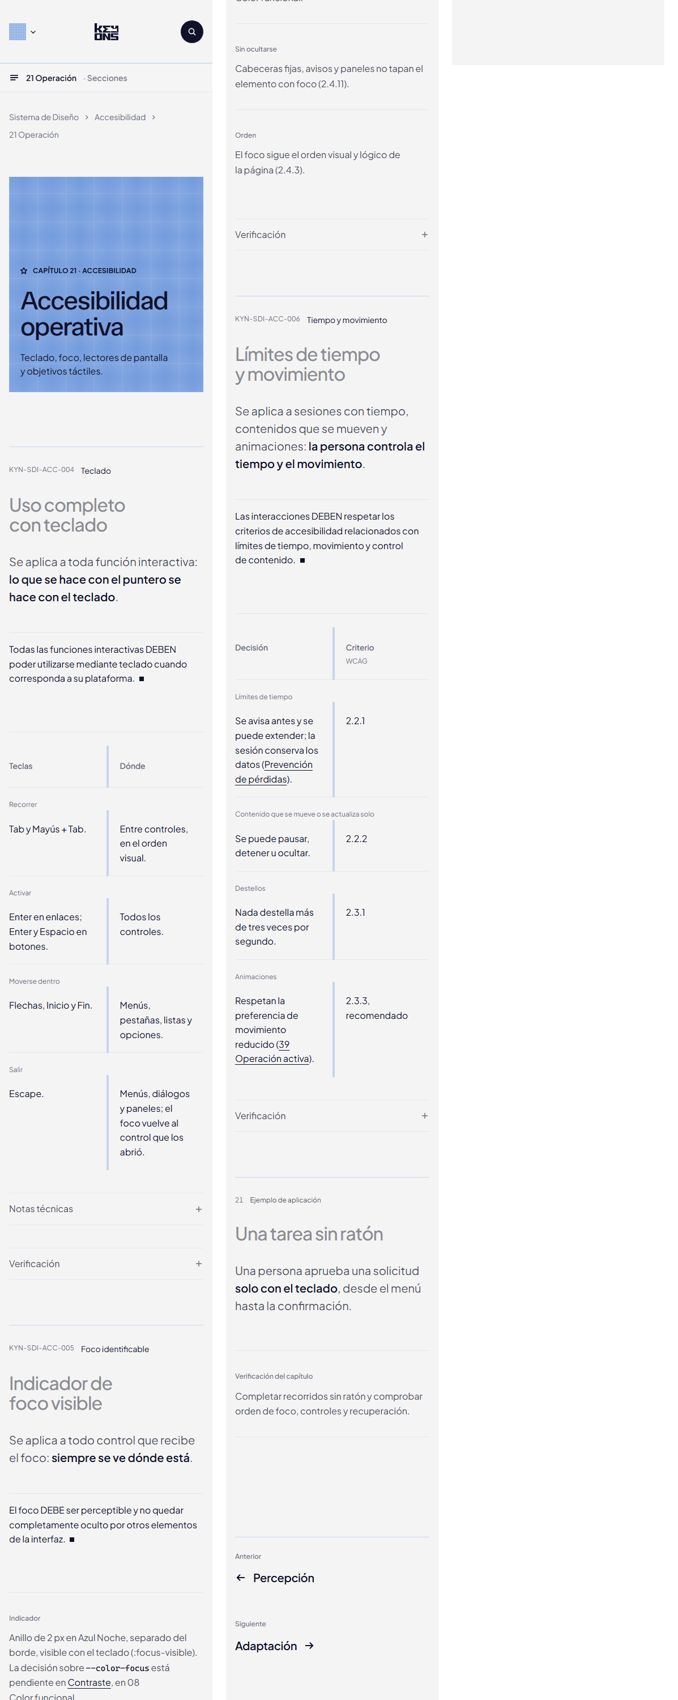 KEY
ONS
21 Operación · Secciones
Sistema de Diseño > Accesibilidad >
21 Operación
CAPÍTULO 21 · ACCESIBILIDAD
Accesibilidad
operativa
Teclado, foco, lectores de pantalla
y objetivos táctiles.
KYN-SDI-ACC-004 Teclado
Uso completo
con teclado
Se aplica a toda función interactiva:
lo que se hace con el puntero se
hace con el teclado.
Todas las funciones interactivas DEBEN
poder utilizarse mediante teclado cuando
corresponda a su plataforma. ■
Teclas Dónde
Recorrer
Tab y Mayús + Tab. Entre controles,
en el orden
visual.
Activar
Enter en enlaces; Todos los
Enter y Espacio en controles.
botones.
Moverse dentro
Flechas, Inicio y Fin. Menús,
pestañas, listas y
opciones.
Salir
Escape. Menús, diálogos
y paneles; el
foco vuelve al
control que los
abrió.
Notas técnicas +
Verificación +
KYN-SDI-ACC-005 Foco identificable
Indicador de
foco visible
Se aplica a todo control que recibe
el foco: siempre se ve dónde está.
El foco DEBE ser perceptible y no quedar
completamente oculto por otros elementos
de la interfaz. ■
Indicador
Anillo de 2 px en Azul Noche, separado del
borde, visible con el teclado (:focus-visible).
La decisión sobre --color-focus está
pendiente en Contraste, en 08
Color funcional.
Color funcional.
Sin ocultarse
Cabeceras fijas, avisos y paneles no tapan el
elemento con foco (2.4.11).
Orden
El foco sigue el orden visual y lógico de
la página (2.4.3).
Verificación +
KYN-SDI-ACC-006 Tiempo y movimiento
Límites de tiempo
y movimiento
Se aplica a sesiones con tiempo,
contenidos que se mueven y
animaciones: la persona controla el
tiempo y el movimiento.
Las interacciones DEBEN respetar los
criterios de accesibilidad relacionados con
límites de tiempo, movimiento y control
de contenido. ■
Decisión Criterio
WCAG
Límites de tiempo
Se avisa antes y se 2.2.1
puede extender; la
sesión conserva los
datos (Prevención
de pérdidas).
Contenido que se mueve o se actualiza solo
Se puede pausar, 2.2.2
detener u ocultar.
Destellos
Nada destella más 2.3.1
de tres veces por
segundo.
Animaciones
Respetan la 2.3.3,
preferencia de recomendado
movimiento
reducido (39
Operación activa).
Verificación +
21 Ejemplo de aplicación
Una tarea sin ratón
Una persona aprueba una solicitud
solo con el teclado, desde el menú
hasta la confirmación.
Verificación del capítulo
Completar recorridos sin ratón y comprobar
orden de foco, controles y recuperación.
Anterior
← Percepción
Siguiente
Adaptación →